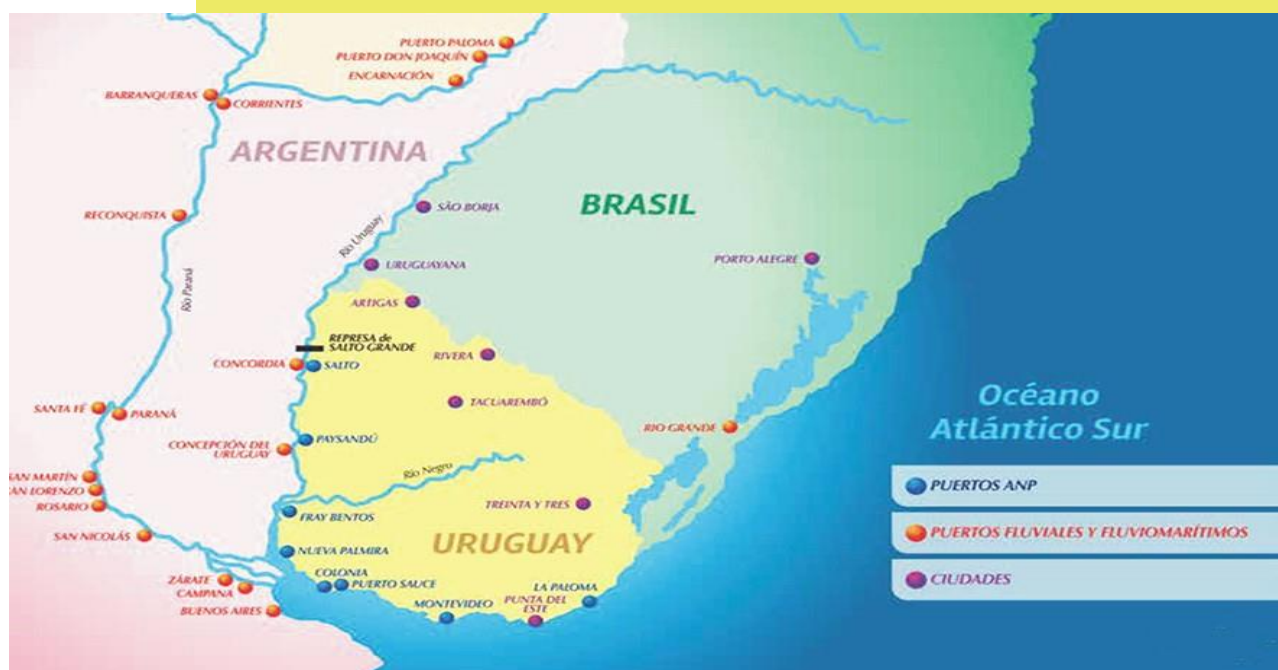 PUERTO PALOMA
PUERTO DON JOAQUÍN
ENCARNACIÓN
BARRANQUERAS
CORRIENTES
ARGENTINA
BRASIL
RECONQUISTA
SÃO BORJA
Río Uruguay
URUGUAYANA
PORTO ALEGRE
Río Paraná
ARTIGAS
REPRESA de
SALTO GRANDE
CONCORDIA
SALTO
RIVERA
TACUAREMBÓ
SANTA FÉ
PARANÁ
RIO GRANDE
Océano
Atlántico Sur
PAYSANDÚ
CONCEPCIÓN DEL
URUGUAY
Río Negro
SAN MARTÍN
SAN LORENZO
ROSARIO
TREINTA Y TRES
FRAY BENTOS
SAN NICOLÁS
URUGUAY
NUEVA PALMIRA
COLONIA
PUERTO SAUCE
ZÁRATE
CAMPANA
BUENOS AIRES
MONTEVIDEO
PUNTA DEL
ESTE
LA PALOMA
PUERTOS ANP
PUERTOS FLUVIALES Y FLUVIOMARÍTIMOS
CIUDADES